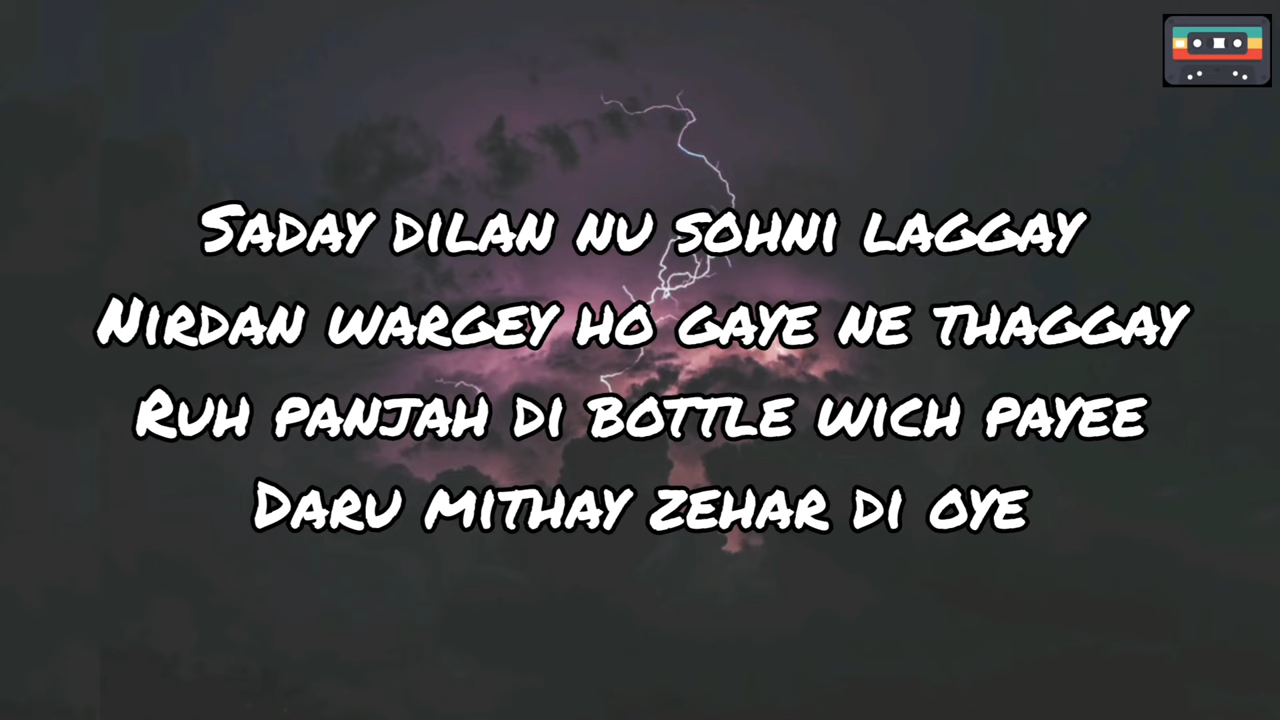 Saday dilan nu sohni laggay
Nirdan wargey ho gaye ne thaggay
Ruh panjah di bottle wich payee
Daru mithay zehar di oye